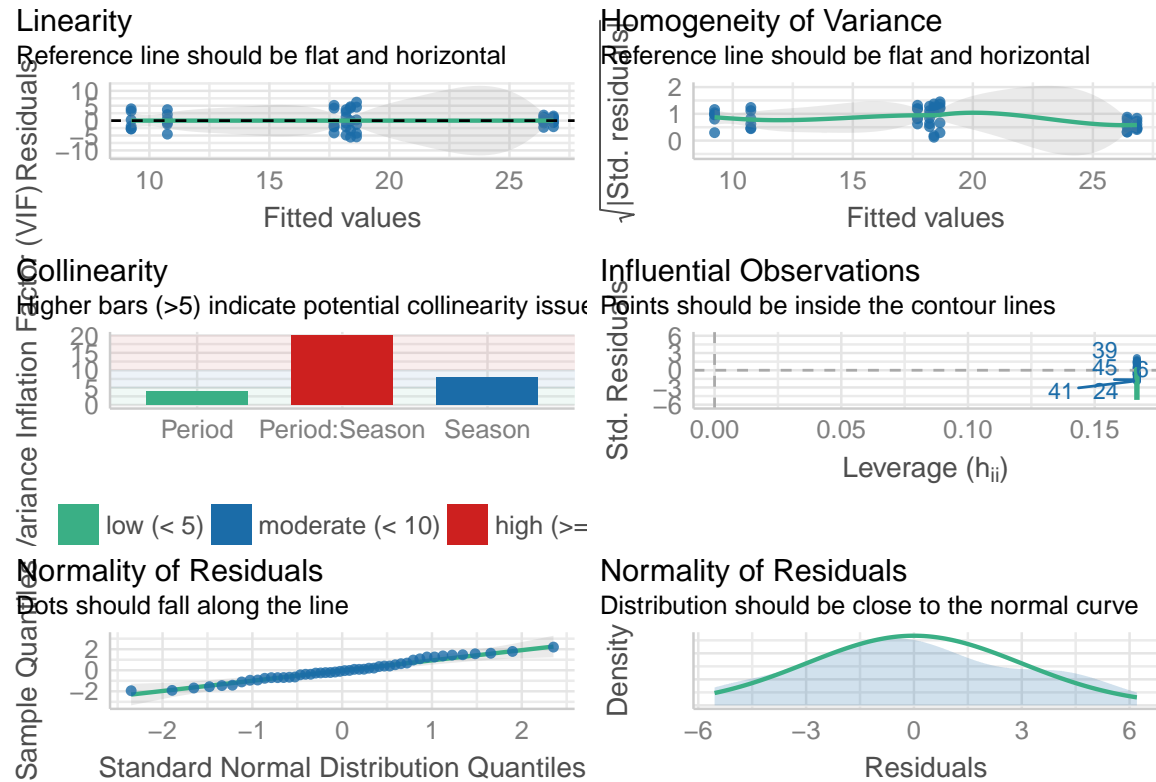 Linearity
Reference line should be flat and horizontal
Residuals
10
5
0
−5
−10
10
15
20
25
Fitted values
Homogeneity of Variance
Reference line should be flat and horizontal
√|Std. residuals|
2
1
0
10
15
20
25
Fitted values
Collinearity
Higher bars (>5) indicate potential collinearity issue
Variance Inflation Factor (VIF)
20
15
10
5
0
Period
Period:Season
Season
low (< 5)
moderate (< 10)
high (>=
Influential Observations
Points should be inside the contour lines
Std. Residuals
6
3
0
−3
−6
39
45
6
41
24
0.00
0.05
0.10
0.15
Leverage (hii)
Normality of Residuals
Dots should fall along the line
Sample Quantiles
2
0
−2
−2
−1
0
1
2
Standard Normal Distribution Quantiles
Normality of Residuals
Distribution should be close to the normal curve
Density
−6
−3
0
3
6
Residuals